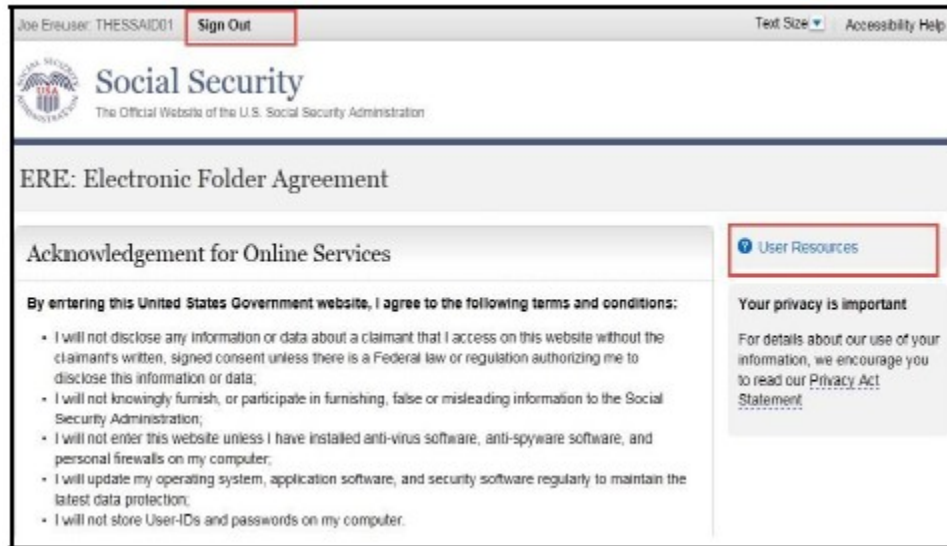 Joe Ereuser: THESSAID01 Sign Out Text Size Accessibility Help
Social Security
The Official Website of the U.S. Social Security Administration
ERE: Electronic Folder Agreement
Acknowledgement for Online Services
By entering this United States Government website, I agree to the following terms and conditions:
• I will not disclose any information or data about a claimant that I access on this website without the
claimant's written, signed consent unless there is a Federal law or regulation authorizing me to
disclose this information or data;
• I will not knowingly furnish, or participate in furnishing, false or misleading information to the Social
Security Administration;
• I will not enter this website unless I have installed anti-virus software, anti-spyware software, and
personal firewalls on my computer;
• I will update my operating system, application software, and security software regularly to maintain the
latest data protection;
• I will not store User-IDs and passwords on my computer.
User Resources
Your privacy is important
For details about our use of your
information, we encourage you
to read our Privacy Act
Statement